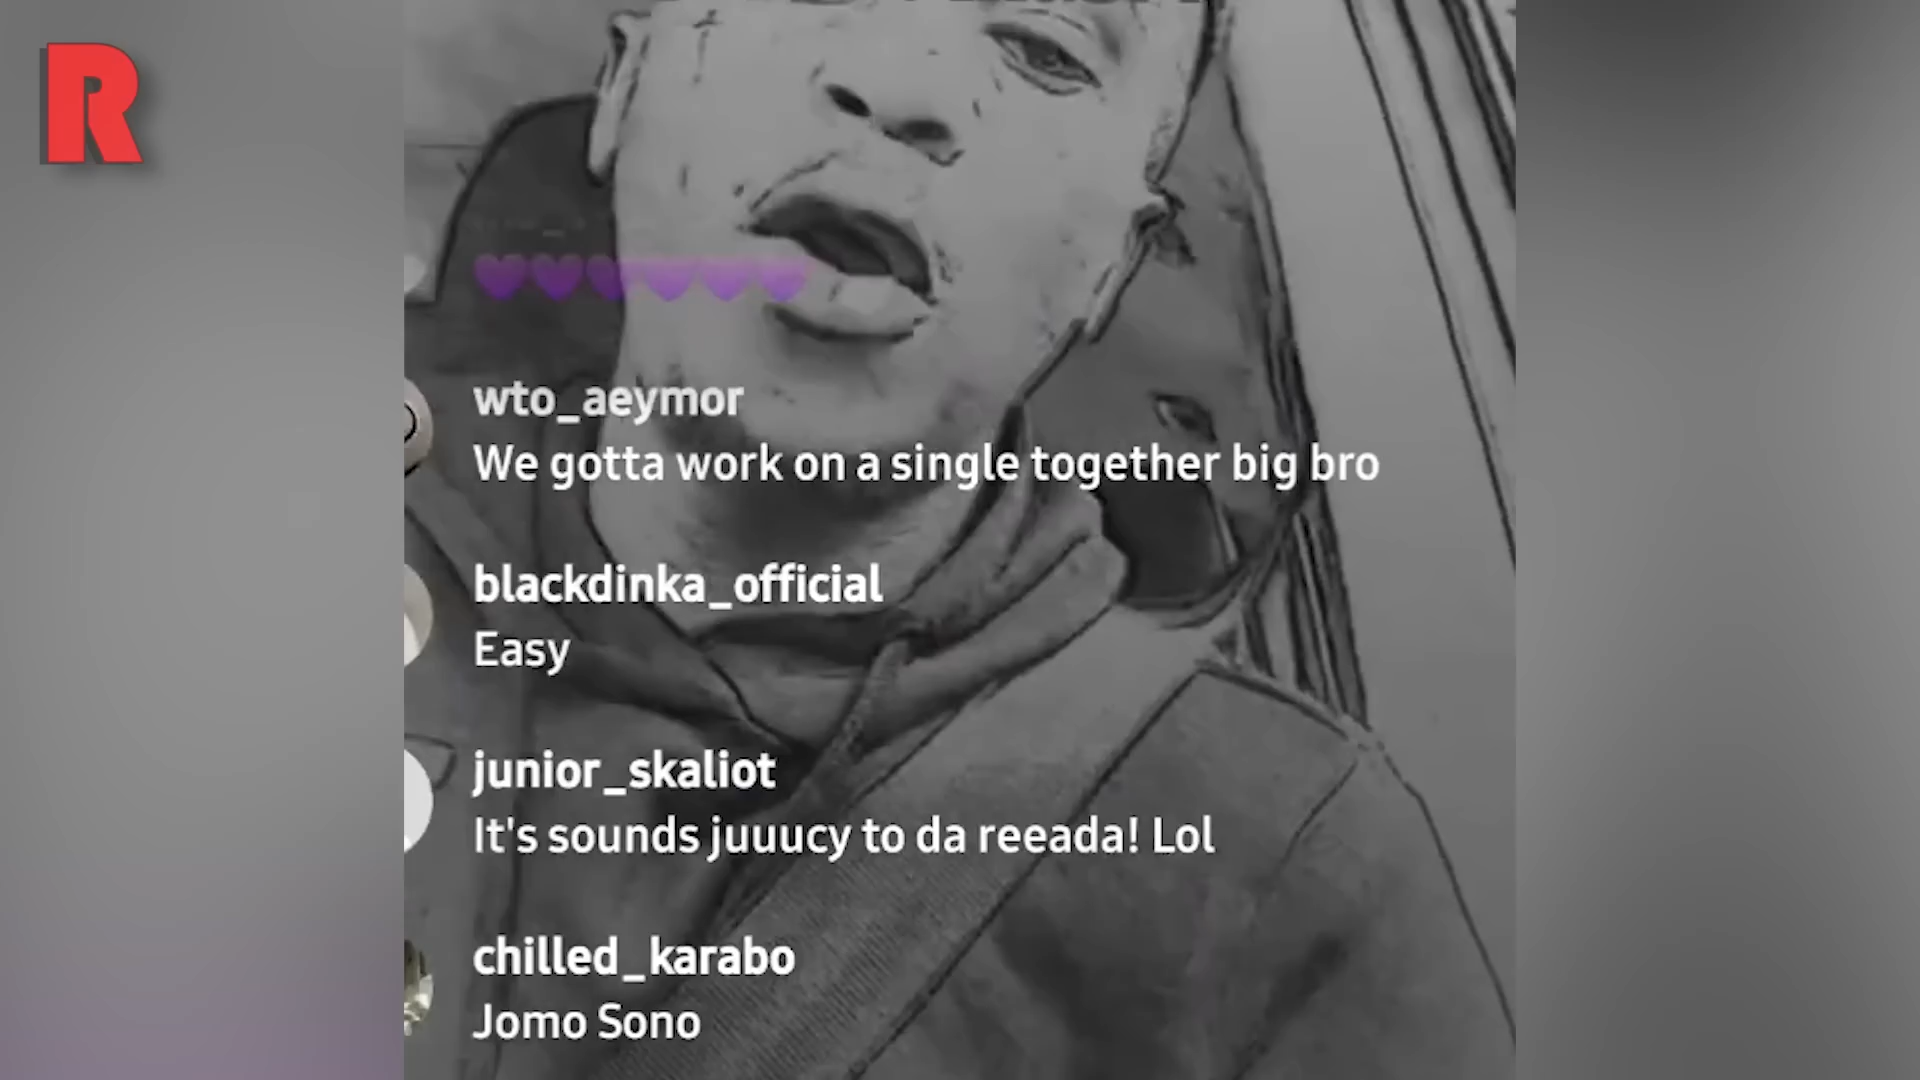 R
💜💜💜💜💜💜
wto_aeymor
We gotta work on a single together big bro
blackdinka_official
Easy
junior_skaliot
It's sounds juuucy to da reeada! Lol
chilled_karabo
Jomo Sono